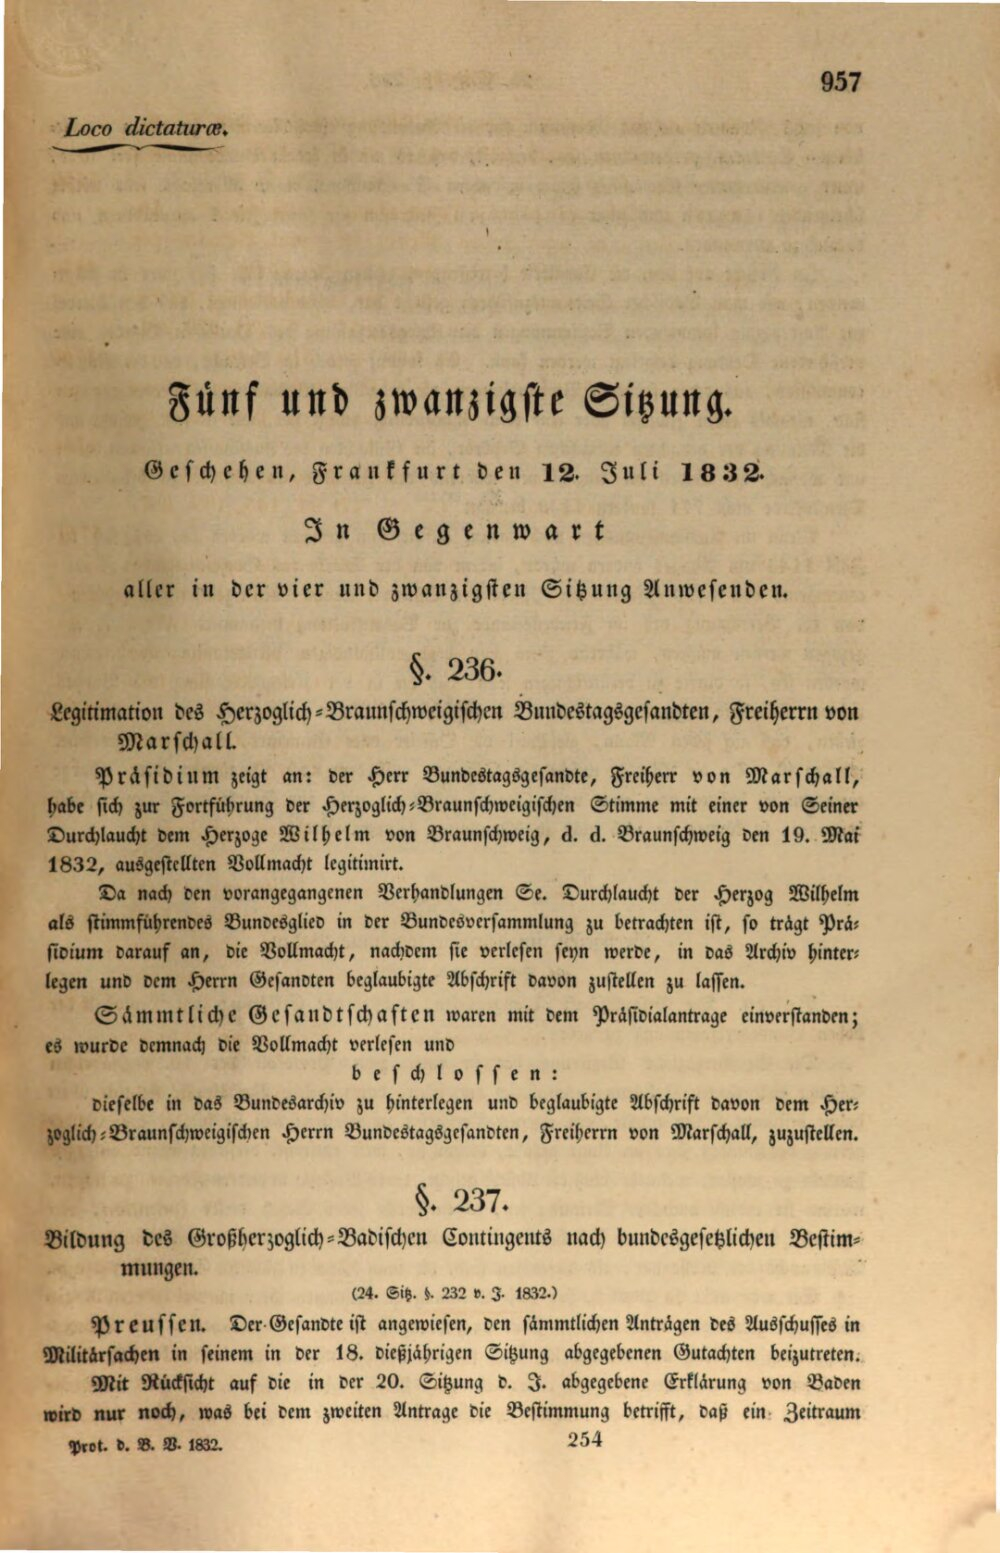 957
Loco dictaturæ.
Fünf und zwanzigste Sitzung.
Geschehen, Frankfurt den 12. Juli 1832.
In Gegenwart
aller in der vier und zwanzigsten Sitzung Anwesenden.
§. 236.
Legitimation des Herzoglich-Braunschweigischen Bundestagsgesandten, Freiherrn von
Marschall.
Präsidium zeigt an: der Herr Bundestagsgesandte, Freiherr von Marschall,
habe sich zur Fortführung der Herzoglich-Braunschweigischen Stimme mit einer von Seiner
Durchlaucht dem Herzoge Wilhelm von Braunschweig, d. d. Braunschweig den 19. Mai
1832, ausgestellten Vollmacht legitimirt.
Da nach den vorangegangenen Verhandlungen Se. Durchlaucht der Herzog Wilhelm
als stimmführendes Bundesglied in der Bundesversammlung zu betrachten ist, so trägt Prä-
sidium darauf an, die Vollmacht, nachdem sie verlesen seyn werde, in das Archiv hinter-
legen und dem Herrn Gesandten beglaubigte Abschrift davon zustellen zu lassen.
Sämmtliche Gesandtschaften waren mit dem Präsidialantrage einverstanden;
es wurde demnach die Vollmacht verlesen und
beschlossen:
dieselbe in das Bundesarchiv zu hinterlegen und beglaubigte Abschrift davon dem Her-
zoglich-Braunschweigischen Herrn Bundestagsgesandten, Freiherrn von Marschall, zuzustellen.
§. 237.
Bildung des Großherzoglich-Badischen Contingents nach bundesgesetzlichen Bestim-
mungen.
(24. Sitz. §. 232 v. J. 1832.)
Preussen. Der Gesandte ist angewiesen, den sämmtlichen Anträgen des Ausschusses in
Militärsachen in seinem in der 18. dießjährigen Sitzung abgegebenen Gutachten beizutreten.
Mit Rücksicht auf die in der 20. Sitzung d. J. abgegebene Erklärung von Baden
wird nur noch, was bei dem zweiten Antrage die Bestimmung betrifft, daß ein Zeitraum
Prot. d. B. V. 1832.
254